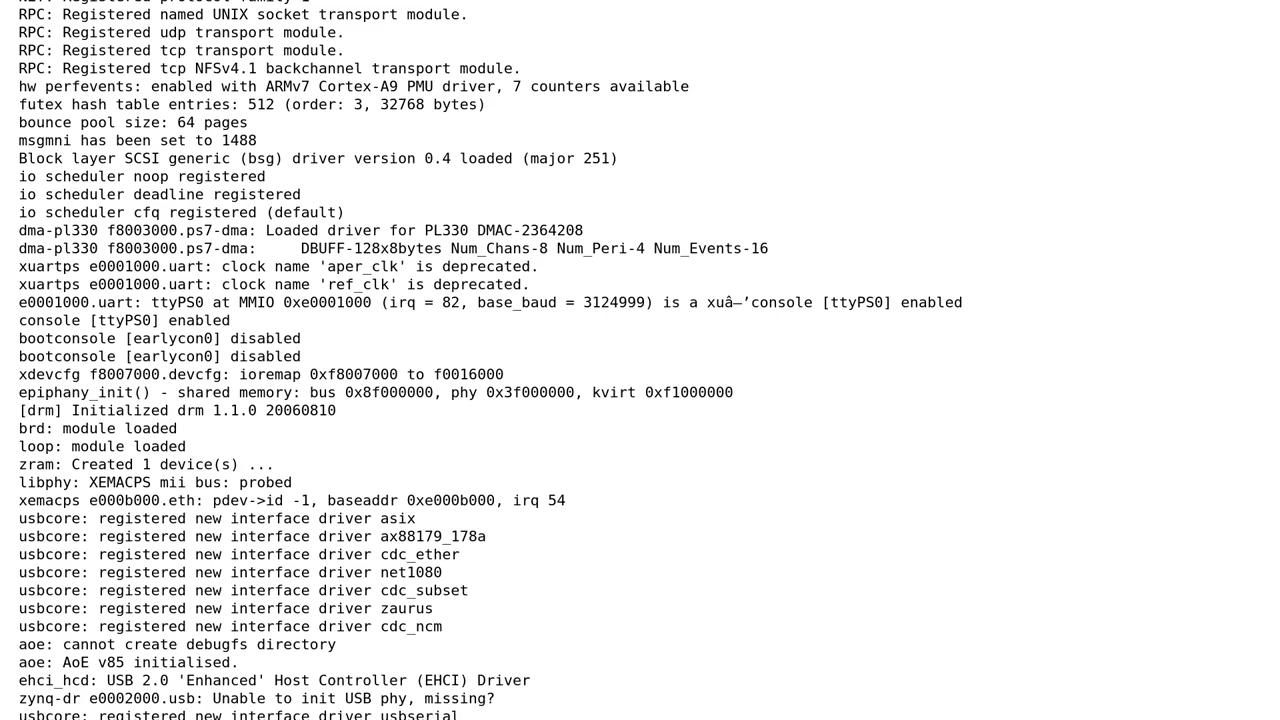 RPC: Registered named UNIX socket transport module.
RPC: Registered udp transport module.
RPC: Registered tcp transport module.
RPC: Registered tcp NFSv4.1 backchannel transport module.
hw perfevents: enabled with ARMv7 Cortex-A9 PMU driver, 7 counters available
futex hash table entries: 512 (order: 3, 32768 bytes)
bounce pool size: 64 pages
msgmni has been set to 1488
Block layer SCSI generic (bsg) driver version 0.4 loaded (major 251)
io scheduler noop registered
io scheduler deadline registered
io scheduler cfq registered (default)
dma-pl330 f8003000.ps7-dma: Loaded driver for PL330 DMAC-2364208
dma-pl330 f8003000.ps7-dma:     DBUFF-128x8bytes Num_Chans-8 Num_Peri-4 Num_Events-16
xuartps e0001000.uart: clock name 'aper_clk' is deprecated.
xuartps e0001000.uart: clock name 'ref_clk' is deprecated.
e0001000.uart: ttyPS0 at MMIO 0xe0001000 (irq = 82, base_baud = 3124999) is a xuâ—’console [ttyPS0] enabled
console [ttyPS0] enabled
bootconsole [earlycon0] disabled
bootconsole [earlycon0] disabled
xdevcfg f8007000.devcfg: ioremap 0xf8007000 to f0016000
epiphany_init() - shared memory: bus 0x8f000000, phy 0x3f000000, kvirt 0xf1000000
[drm] Initialized drm 1.1.0 20060810
brd: module loaded
loop: module loaded
zram: Created 1 device(s) ...
libphy: XEMACPS mii bus: probed
xemacps e000b000.eth: pdev->id -1, baseaddr 0xe000b000, irq 54
usbcore: registered new interface driver asix
usbcore: registered new interface driver ax88179_178a
usbcore: registered new interface driver cdc_ether
usbcore: registered new interface driver net1080
usbcore: registered new interface driver cdc_subset
usbcore: registered new interface driver zaurus
usbcore: registered new interface driver cdc_ncm
aoe: cannot create debugfs directory
aoe: AoE v85 initialised.
ehci_hcd: USB 2.0 'Enhanced' Host Controller (EHCI) Driver
zynq-dr e0002000.usb: Unable to init USB phy, missing?
usbcore: registered new interface driver usbserial